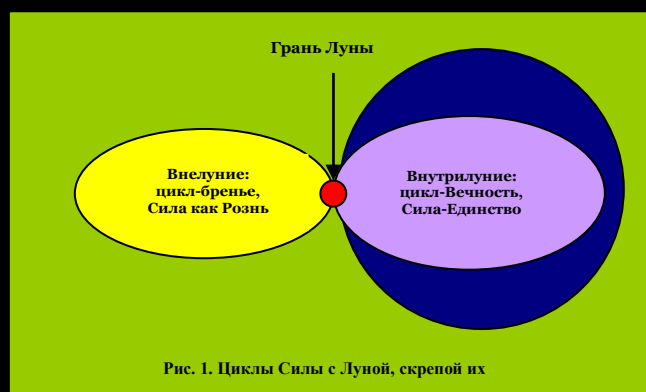 Грань Луны
Внелуние:
цикл-бренье,
Сила как Рознь
Внутрилуние:
цикл-Вечность,
Сила-Единство
Рис. 1. Циклы Силы с Луной, скрепой их